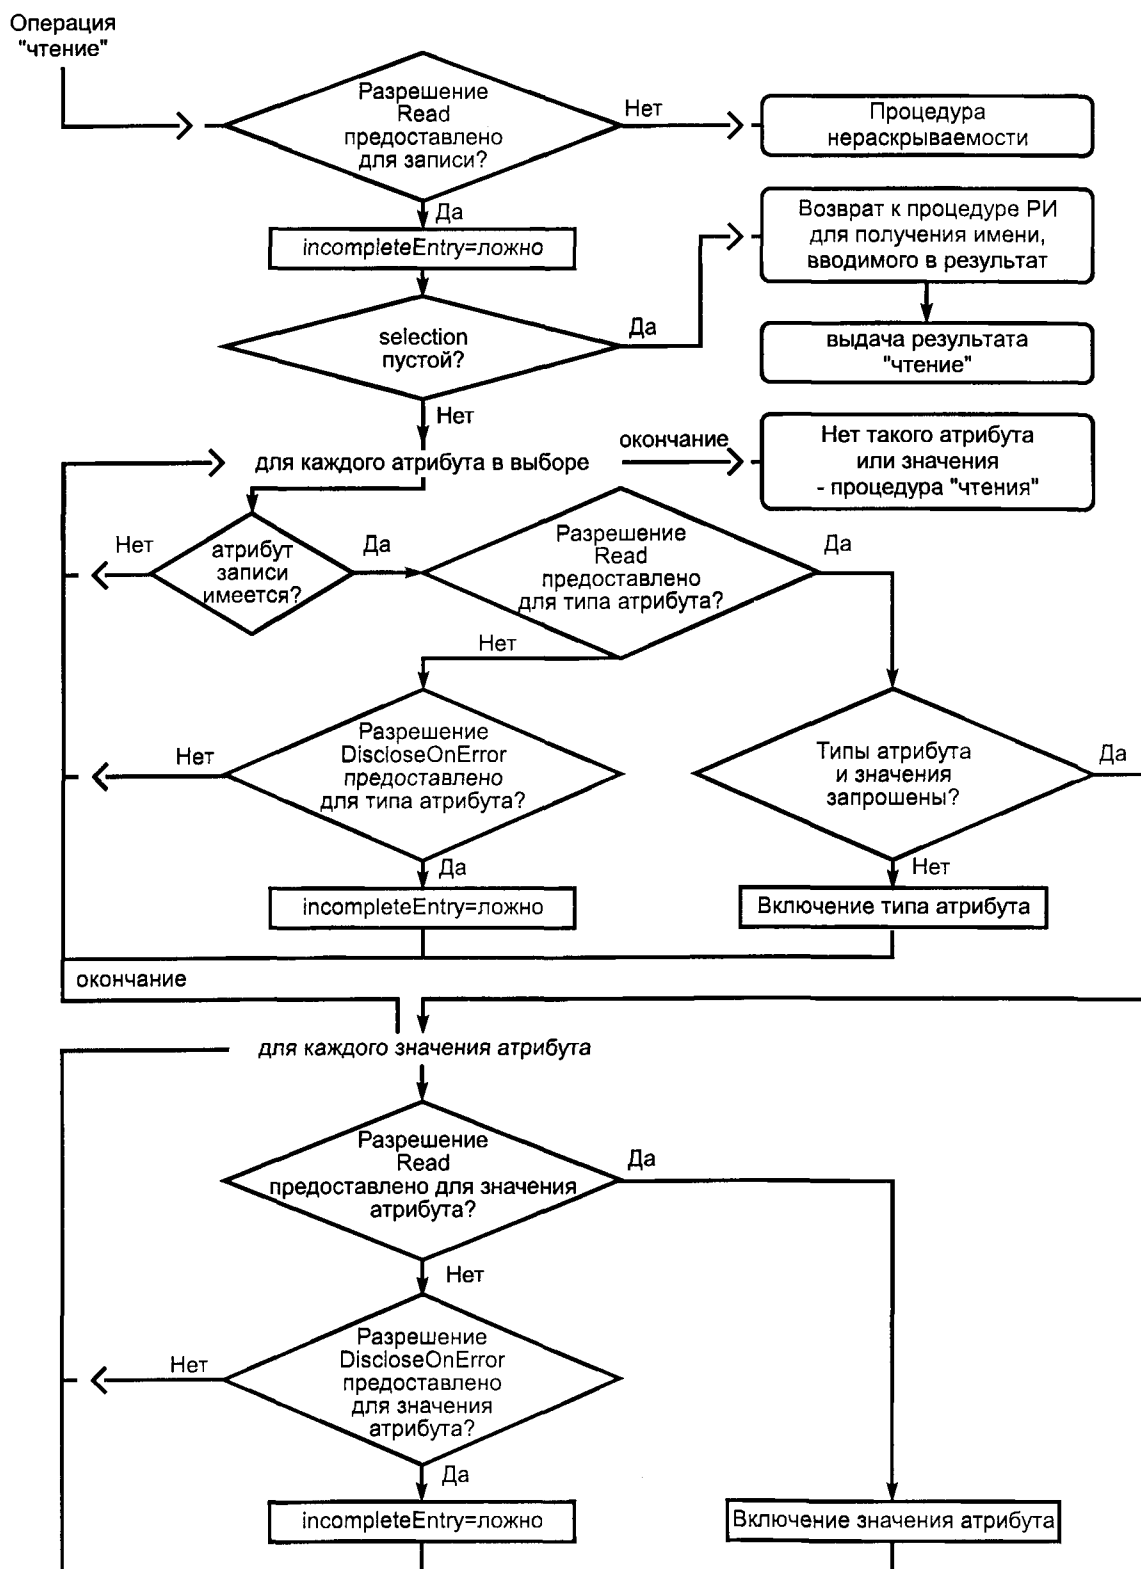 Операция
"чтение"
Разрешение
Read
предоставлено
для записи?
Нет
Процедура
нераскрываемости
Да
incompleteEntry=ложно
Возврат к процедуре РИ
для получения имени,
вводимого в результат
selection
пустой?
Да
выдача результата
"чтение"
Нет
для каждого атрибута в выборе
окончание
Нет такого атрибута
или значения
- процедура "чтения"
Нет
атрибут
записи
имеется?
Да
Разрешение
Read
предоставлено
для типа атрибута?
Да
Нет
Нет
Разрешение
DiscloseOnError
предоставлено
для типа атрибута?
Типы атрибута
и значения
запрошены?
Да
Да
incompleteEntry=ложно
Нет
Включение типа атрибута
окончание
для каждого значения атрибута
Разрешение
Read
предоставлено для значения
атрибута?
Да
Нет
Нет
Разрешение
DiscloseOnError
предоставлено
для значения
атрибута?
Да
incompleteEntry=ложно
Включение значения атрибута